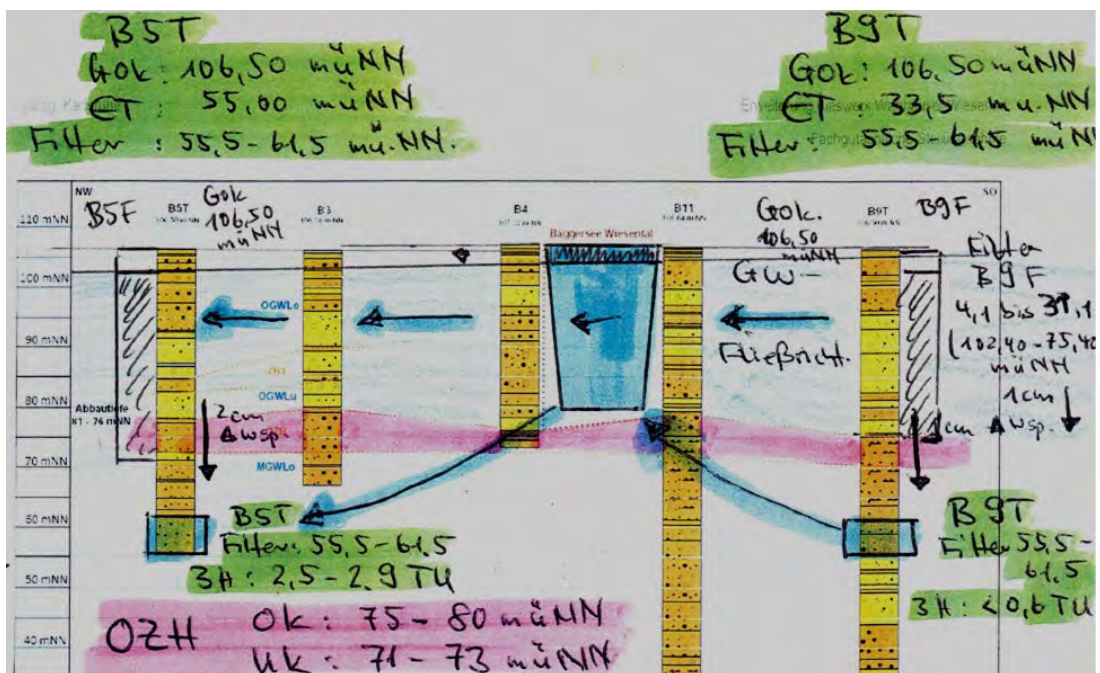 B5T
GOK: 106,50 müNN
ET : 55,00 müNN
Filter : 55,5 - 61,5 mü.NN.
B9T
GOK: 106,50 müNN
ET : 33,5 mu.NN
Filter: 55,5 - 61,5 müNN
NW
SO
B5F
B5T
GOK
106,50
müNN
B3
B4
B11
GOK.
106,50
müNN
B9T
B9F
Baggersee Wiesental
110 mNN
100 mNN
90 mNN
80 mNN
Abbautiefe
81 - 76 mNN
70 mNN
60 mNN
50 mNN
40 mNN
OGWLo
ZH1
OGWLu
MGWLo
GW-
Fließricht.
Filter
B9F
4,1 bis 31,1
(102,40 - 75,40
müNN
1cm
1cm Δ Wsp.
2cm
Δ Wsp.
B5T
Filter: 55,5 - 61,5
3H : 2,5 - 2,9 TU
B9T
Filter 55,5 -
61,5
3H : < 0,6 TU
OZH
OK : 75 - 80 müNN
UK : 71 - 73 müNN